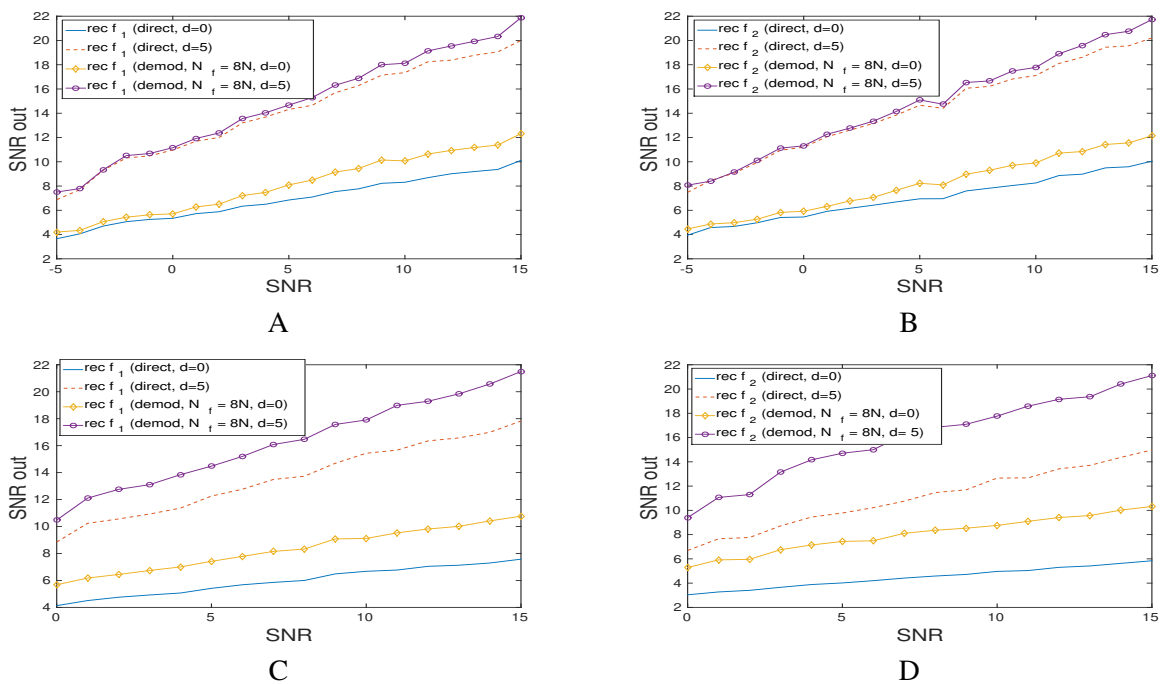 22
20
18
16
14
12
10
8
6
4
2
SNR out
rec f 1 (direct, d=0)
rec f 1 (direct, d=5)
rec f 1 (demod, N f = 8N, d=0)
rec f 1 (demod, N f = 8N, d=5)
-5 0 5 10 15
SNR
A
22
20
18
16
14
12
10
8
6
4
2
SNR out
rec f 2 (direct, d=0)
rec f 2 (direct, d=5)
rec f 2 (demod, N f = 8N, d=0)
rec f 2 (demod, N f = 8N, d=5)
-5 0 5 10 15
SNR
B
22
20
18
16
14
12
10
8
6
4
SNR out
rec f 1 (direct, d=0)
rec f 1 (direct, d=5)
rec f 1 (demod, N f = 8N, d=0)
rec f 1 (demod, N f = 8N, d=5)
0 5 10 15
SNR
C
22
20
18
16
14
12
10
8
6
4
2
SNR out
rec f 2 (direct, d=0)
rec f 2 (direct, d=5)
rec f 2 (demod, N f = 8N, d=0)
rec f 2 (demod, N f = 8N, d= 5)
0 5 10 15
SNR
D